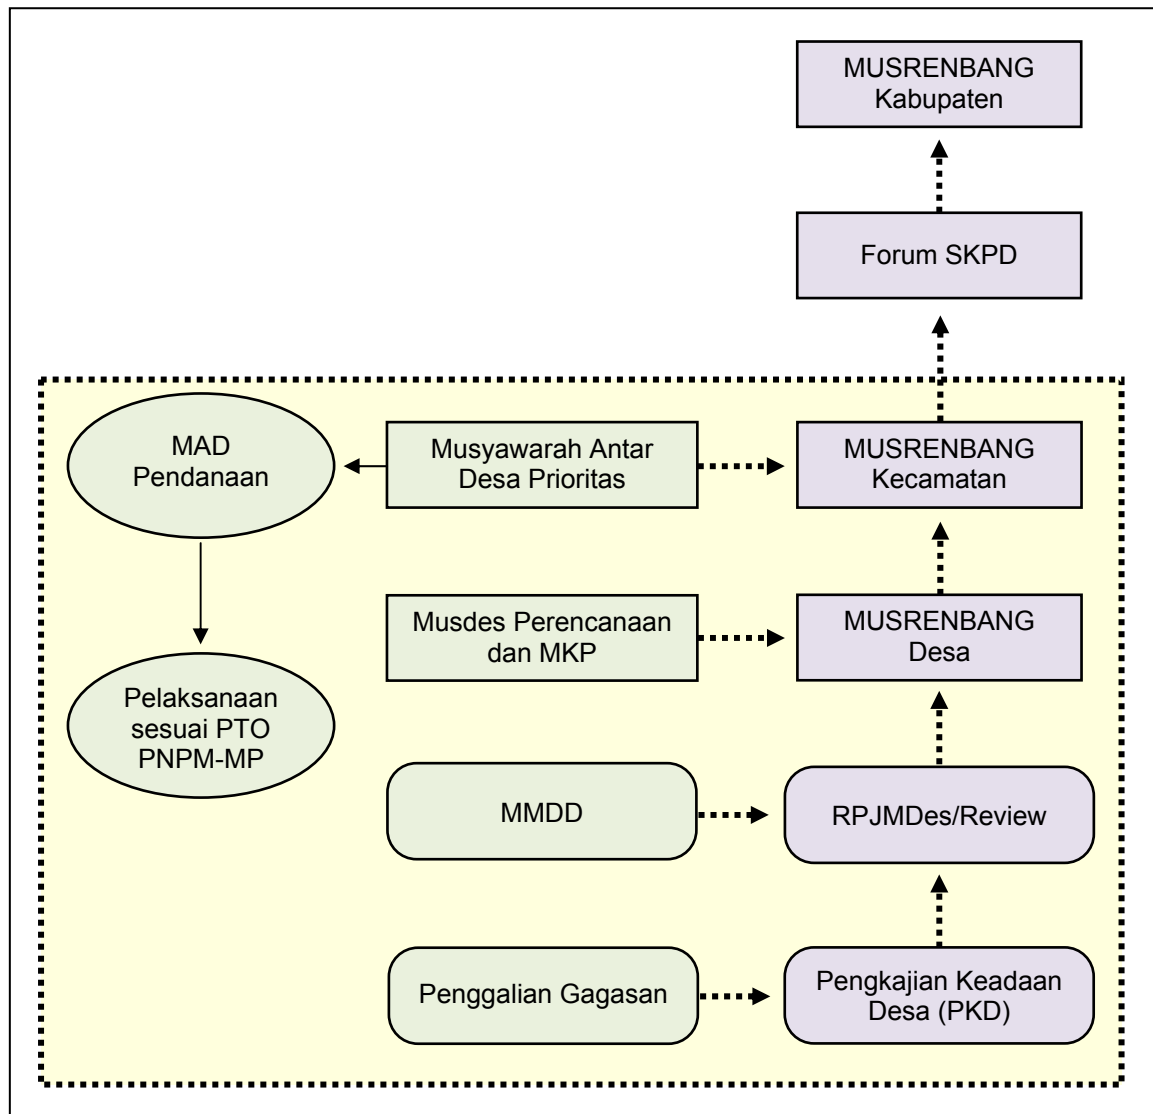 MUSRENBANG
Kabupaten
Forum SKPD
MAD
Pendanaan
Musyawarah Antar
Desa Prioritas
MUSRENBANG
Kecamatan
Musdes Perencanaan
dan MKP
MUSRENBANG
Desa
Pelaksanaan
sesuai PTO
PNPM-MP
MMDD
RPJMDes/Review
Penggalian Gagasan
Pengkajian Keadaan
Desa (PKD)